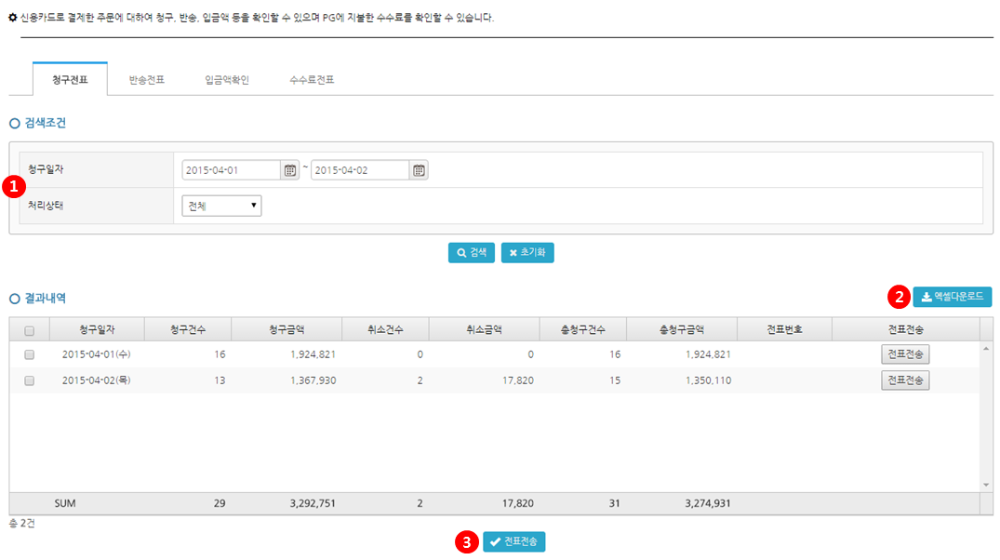 신용카드로 결제한 주문에 대하여 청구, 반송, 입금액 등을 확인할 수 있으며 PG에 지불한 수수료를 확인할 수 있습니다.
청구전표 반송전표 입금액확인 수수료전표
검색조건
1
청구일자 2015-04-01 ~ 2015-04-02
처리상태 전체
검색 초기화
결과내역 2 엑셀다운로드
청구일자 청구건수 청구금액 취소건수 취소금액 총청구건수 총청구금액 전표번호 전표전송
2015-04-01(수) 16 1,924,821 0 0 16 1,924,821 전표전송
2015-04-02(목) 13 1,367,930 2 17,820 15 1,350,110 전표전송
SUM 29 3,292,751 2 17,820 31 3,274,931
총 2건
3 전표전송